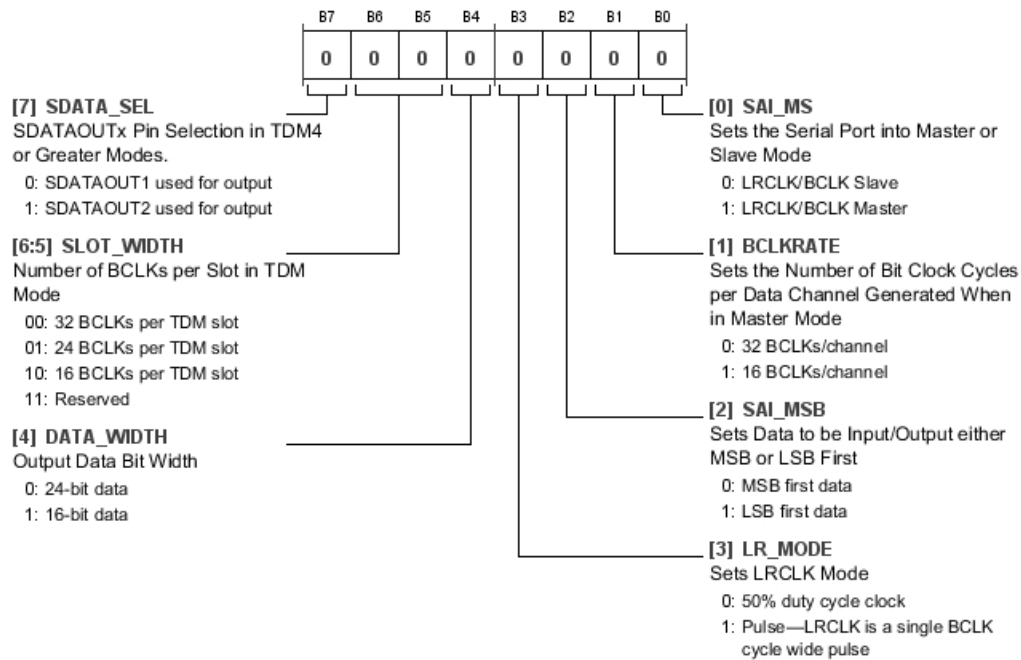 B7 B6 B5 B4 B3 B2 B1 B0
0 0 0 0 0 0 0 0
[7] SDATA_SEL
SDATAOUTx Pin Selection in TDM4
or Greater Modes.
0: SDATAOUT1 used for output
1: SDATAOUT2 used for output
[6:5] SLOT_WIDTH
Number of BCLKs per Slot in TDM
Mode
00: 32 BCLKs per TDM slot
01: 24 BCLKs per TDM slot
10: 16 BCLKs per TDM slot
11: Reserved
[4] DATA_WIDTH
Output Data Bit Width
0: 24-bit data
1: 16-bit data
[0] SAI_MS
Sets the Serial Port into Master or
Slave Mode
0: LRCLK/BCLK Slave
1: LRCLK/BCLK Master
[1] BCLKRATE
Sets the Number of Bit Clock Cycles
per Data Channel Generated When
in Master Mode
0: 32 BCLKs/channel
1: 16 BCLKs/channel
[2] SAI_MSB
Sets Data to be Input/Output either
MSB or LSB First
0: MSB first data
1: LSB first data
[3] LR_MODE
Sets LRCLK Mode
0: 50% duty cycle clock
1: Pulse—LRCLK is a single BCLK
cycle wide pulse